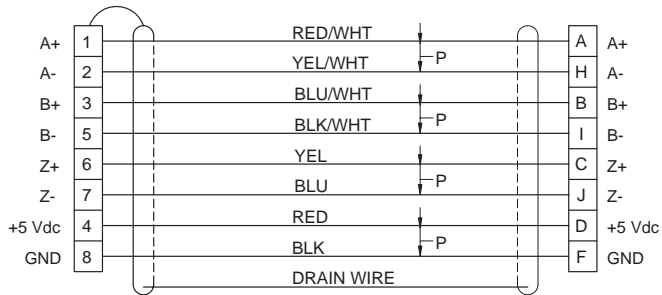 A+ 1 RED/WHT A A+
P
A- 2 YEL/WHT H A-
B+ 3 BLU/WHT B B+
P
B- 5 BLK/WHT I B-
Z+ 6 YEL C Z+
P
Z- 7 BLU J Z-
+5 Vdc 4 RED D +5 Vdc
P
GND 8 BLK F GND
DRAIN WIRE